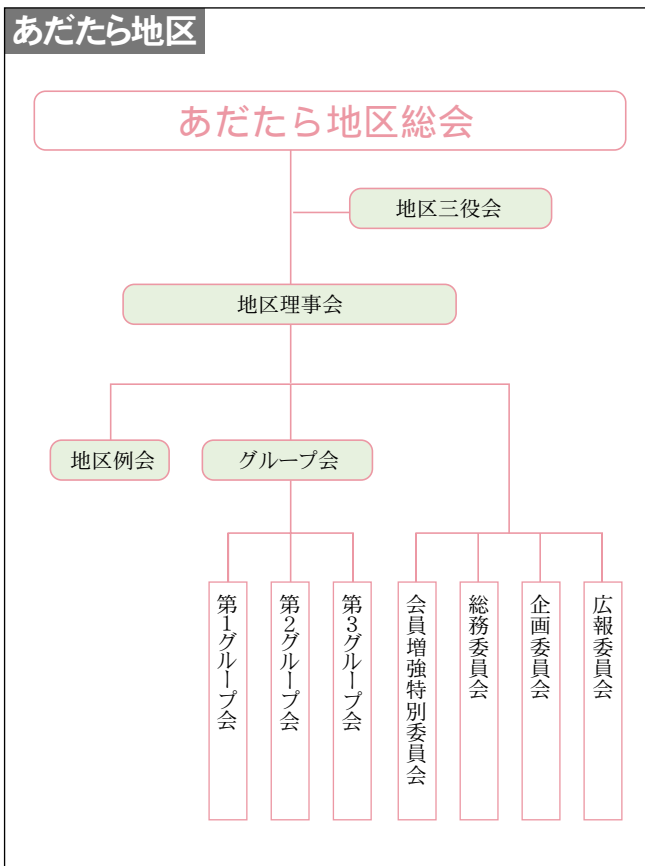 あだたら地区
あだたら地区総会
地区三役会
地区理事会
地区例会
グループ会
第1グループ会
第2グループ会
第3グループ会
会員増強特別委員会
総務委員会
企画委員会
広報委員会